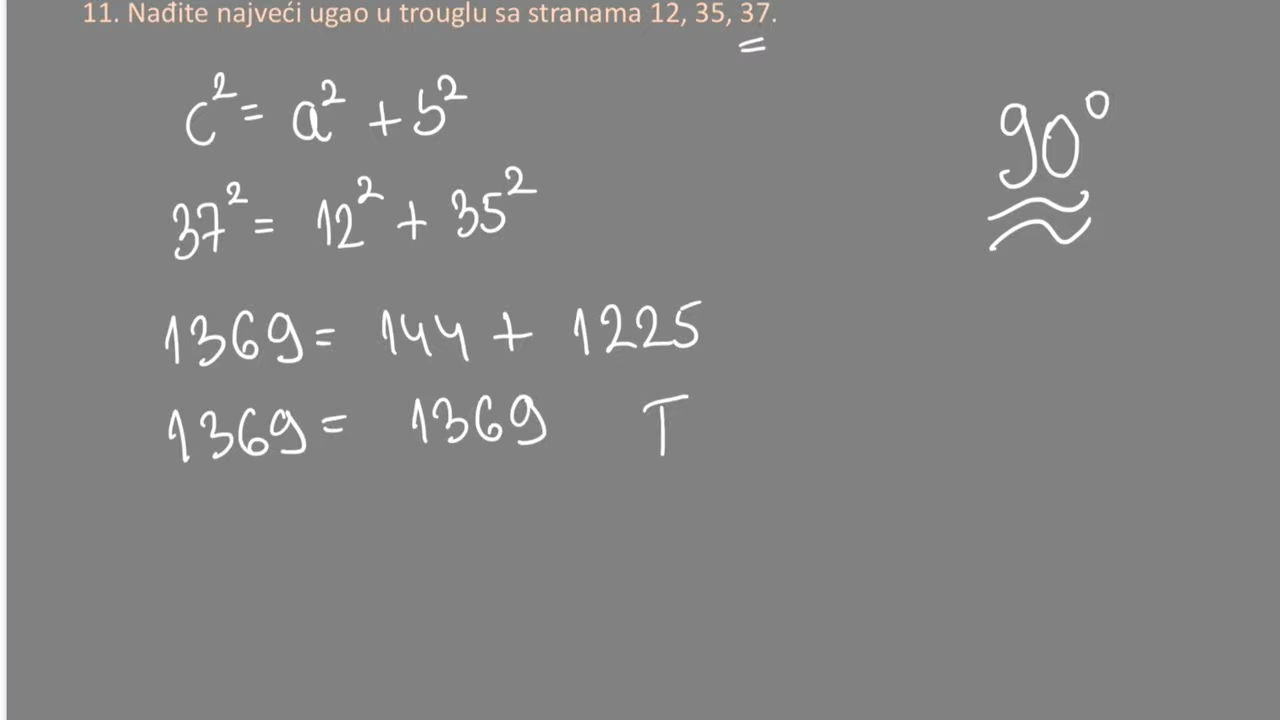 11. Nađite najveći ugao u trouglu sa stranama 12, 35, 37.
c² = a² + b²
90°
37² = 12² + 35²
1369 = 144 + 1225
1369 = 1369 T